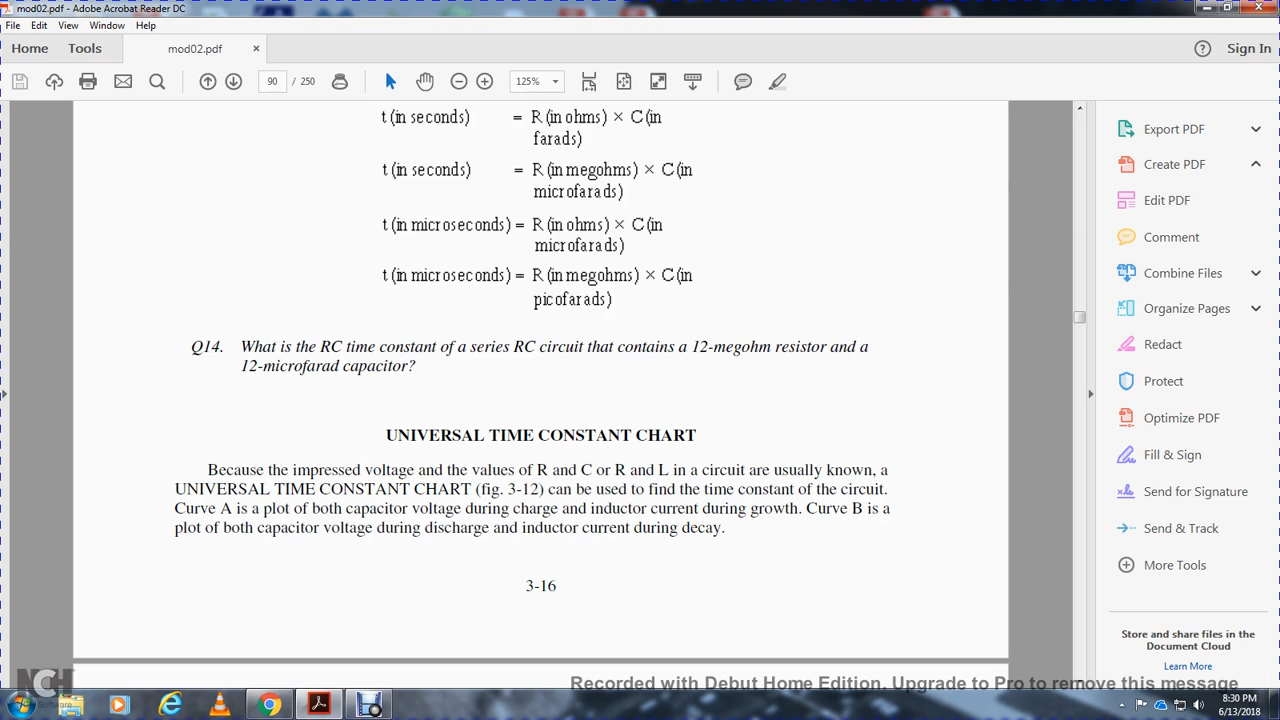 mod02.pdf - Adobe Acrobat Reader DC
File Edit View Window Help
Home Tools mod02.pdf × Sign In
90 / 250 125%
t (in seconds) = R (in ohms) × C (in
farads)
t (in seconds) = R (in megohms) × C (in
microfarads)
t (in microseconds) = R (in ohms) × C (in
microfarads)
t (in microseconds) = R (in megohms) × C (in
picofarads)
Q14. What is the RC time constant of a series RC circuit that contains a 12-megohm resistor and a
12-microfarad capacitor?
UNIVERSAL TIME CONSTANT CHART
Because the impressed voltage and the values of R and C or R and L in a circuit are usually known, a
UNIVERSAL TIME CONSTANT CHART (fig. 3-12) can be used to find the time constant of the circuit.
Curve A is a plot of both capacitor voltage during charge and inductor current during growth. Curve B is a
plot of both capacitor voltage during discharge and inductor current during decay.
3-16
Export PDF
Create PDF
Edit PDF
Comment
Combine Files
Organize Pages
Redact
Protect
Optimize PDF
Fill & Sign
Send for Signature
Send & Track
More Tools
Store and share files in the
Document Cloud
Learn More
NCH
Software
Recorded with Debut Home Edition. Upgrade to Pro to remove this message
8:30 PM
6/13/2018